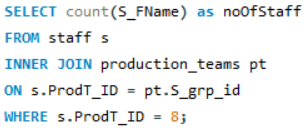 SELECT count(S_FName) as noOfStaff
FROM staff s
INNER JOIN production_teams pt
ON s.ProdT_ID = pt.S_grp_id
WHERE s.ProdT_ID = 8;